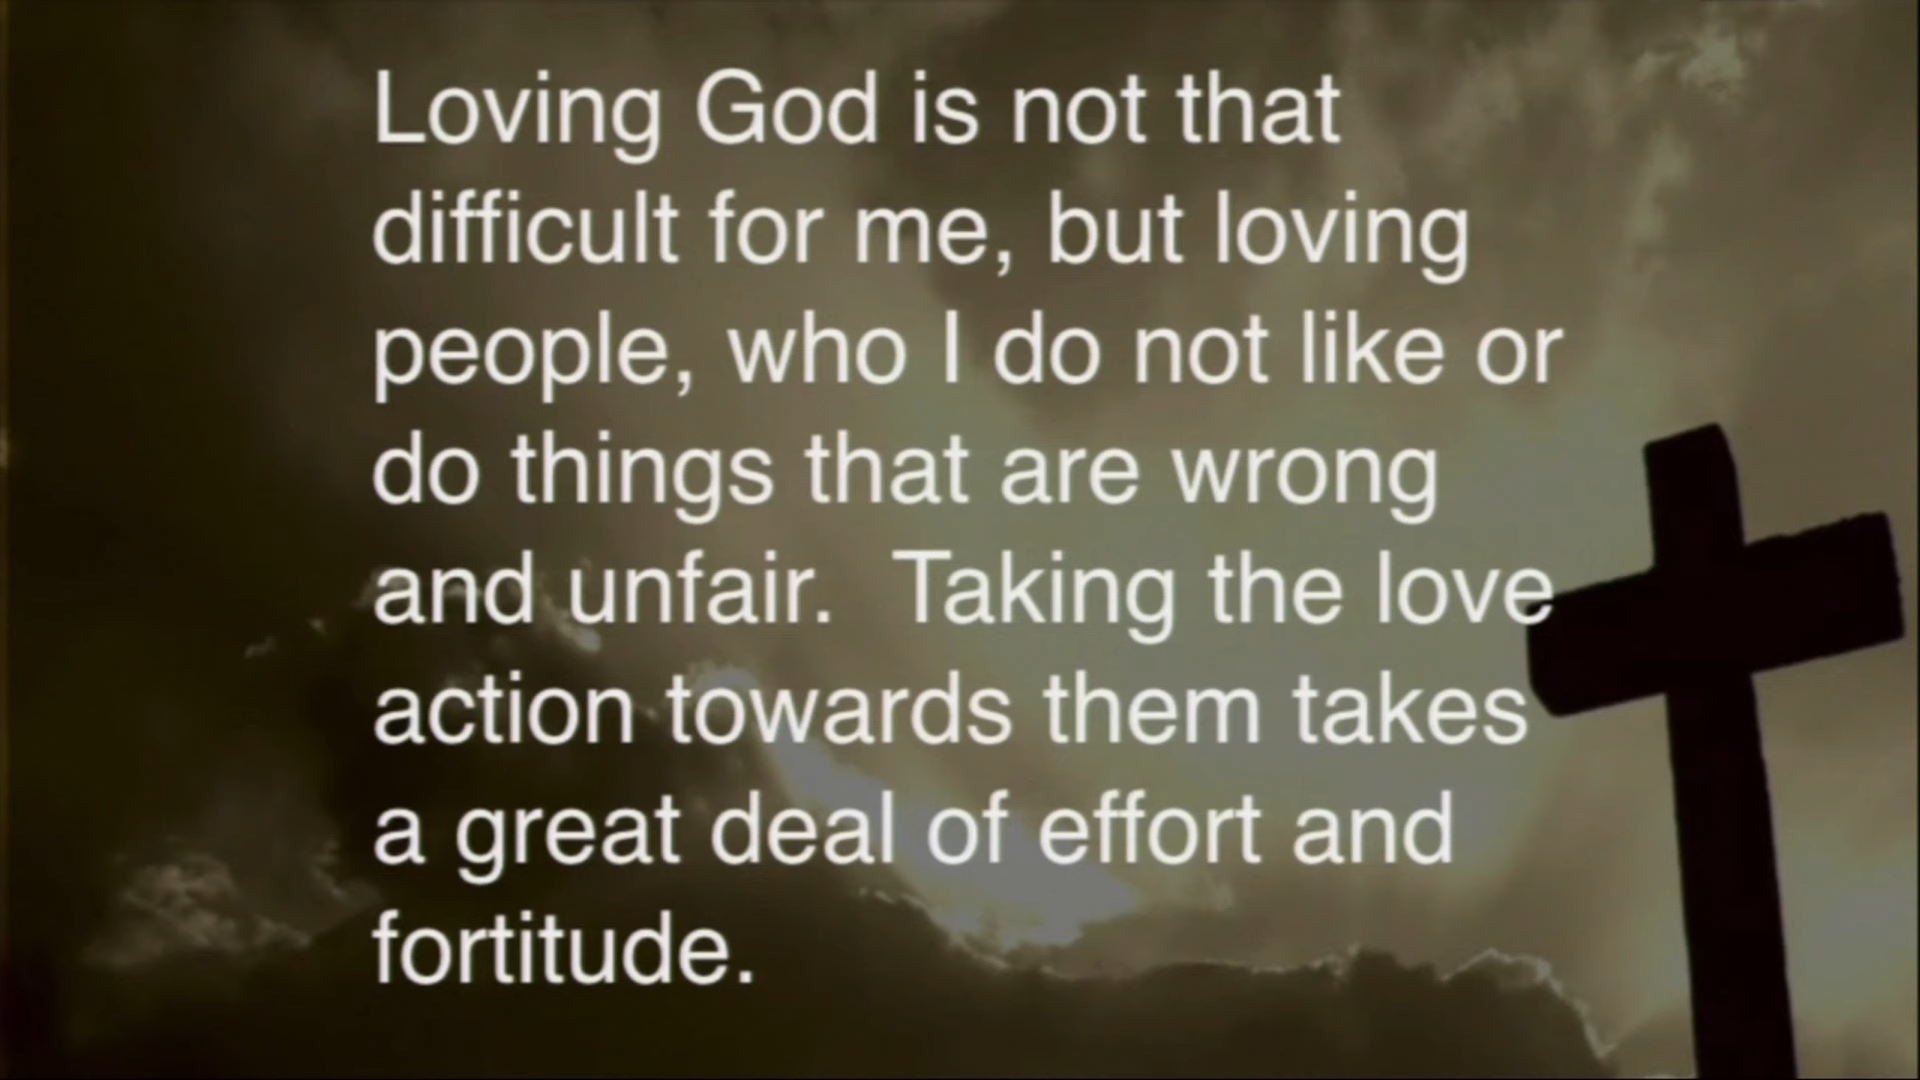 Loving God is not that
difficult for me, but loving
people, who I do not like or
do things that are wrong
and unfair.  Taking the love
action towards them takes
a great deal of effort and
fortitude.